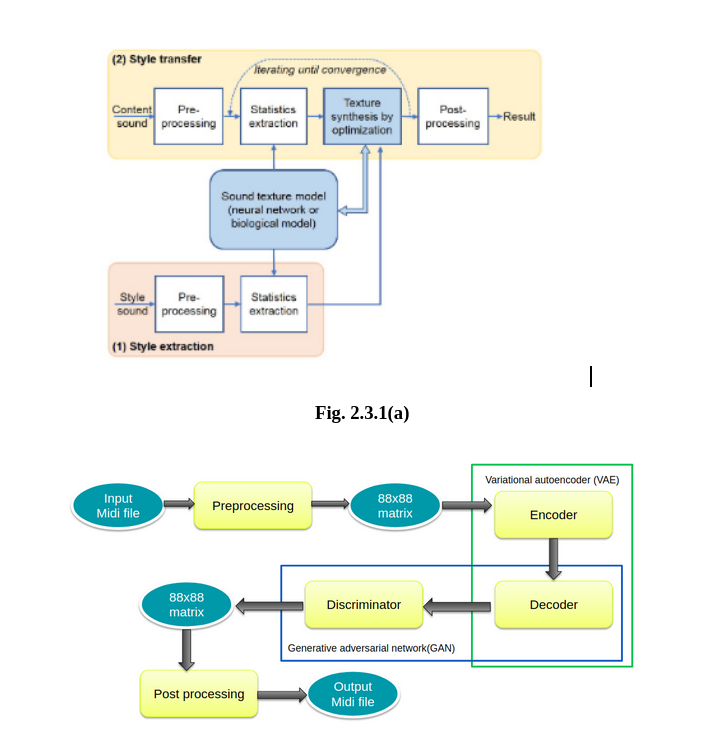 (2) Style transfer
Iterating until convergence
Content
sound
Pre-
processing
Statistics
extraction
Texture
synthesis by
optimization
Post-
processing
Result
Sound texture model
(neural network or
biological model)
Style
sound
Pre-
processing
Statistics
extraction
(1) Style extraction
Fig. 2.3.1(a)
Variational autoencoder (VAE)
Input
Midi file
Preprocessing
88x88
matrix
Encoder
88x88
matrix
Discriminator
Decoder
Generative adversarial network(GAN)
Post processing
Output
Midi file